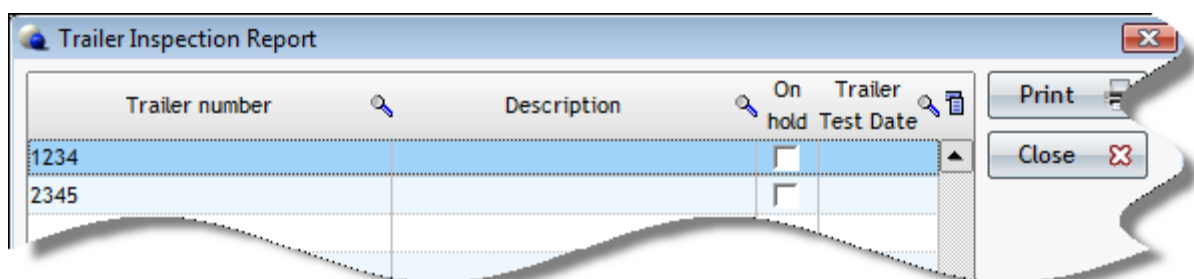 Trailer Inspection Report
Trailer number Description On hold Trailer Test Date
Print
1234
Close
2345